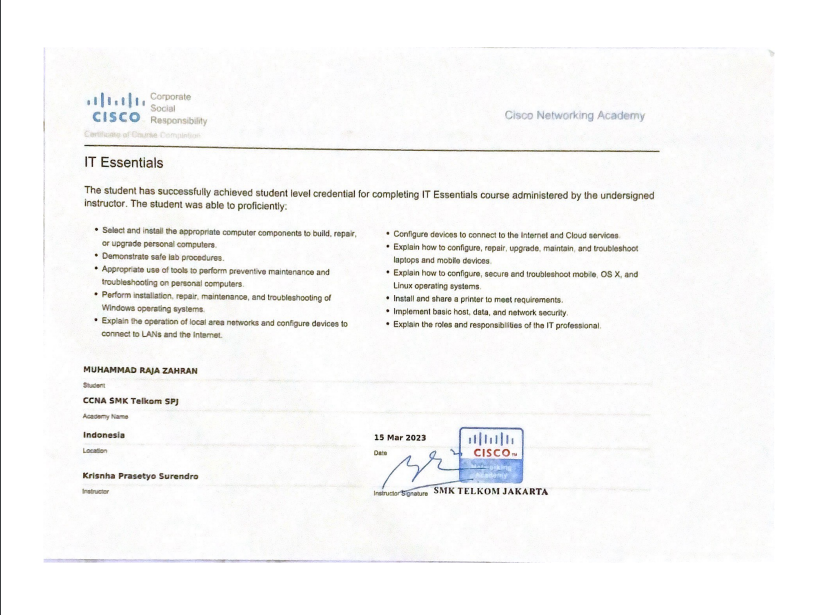 CISCO
Corporate
Social
Responsibility
Certificate of Course Completion
Cisco Networking Academy
IT Essentials
The student has successfully achieved student level credential for completing IT Essentials course administered by the undersigned
instructor. The student was able to proficiently:
• Select and install the appropriate computer components to build, repair,
or upgrade personal computers.
• Demonstrate safe lab procedures.
• Appropriate use of tools to perform preventive maintenance and
troubleshooting on personal computers.
• Perform installation, repair, maintenance, and troubleshooting of
Windows operating systems.
• Explain the operation of local area networks and configure devices to
connect to LANs and the Internet.
• Configure devices to connect to the Internet and Cloud services.
• Explain how to configure, repair, upgrade, maintain, and troubleshoot
laptops and mobile devices.
• Explain how to configure, secure and troubleshoot mobile, OS X, and
Linux operating systems.
• Install and share a printer to meet requirements.
• Implement basic host, data, and network security.
• Explain the roles and responsibilities of the IT professional.
MUHAMMAD RAJA ZAHRAN
Student
CCNA SMK Telkom SPJ
Academy Name
Indonesia
Location
15 Mar 2023
Date
CISCO™
Networking
Academy
Krisnha Prasetyo Surendro
Instructor
Instructor Signature
SMK TELKOM JAKARTA